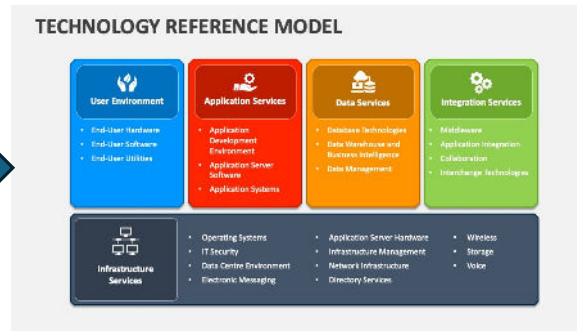 TECHNOLOGY REFERENCE MODEL
User Environment
• End-User Hardware
• End-User Software
• End-User Utilities
Application Services
• Application
Development
Environment
• Application Server
Software
• Application Systems
Data Services
• Database Technologies
• Data Warehouse and
Business Intelligence
• Data Management
Integration Services
• Middleware
• Application Integration
• Collaboration
• Interchange Technologies
Infrastructure
Services
• Operating Systems
• IT Security
• Data Centre Environment
• Electronic Messaging
• Application Server Hardware
• Infrastructure Management
• Network Infrastructure
• Directory Services
• Wireless
• Storage
• Voice